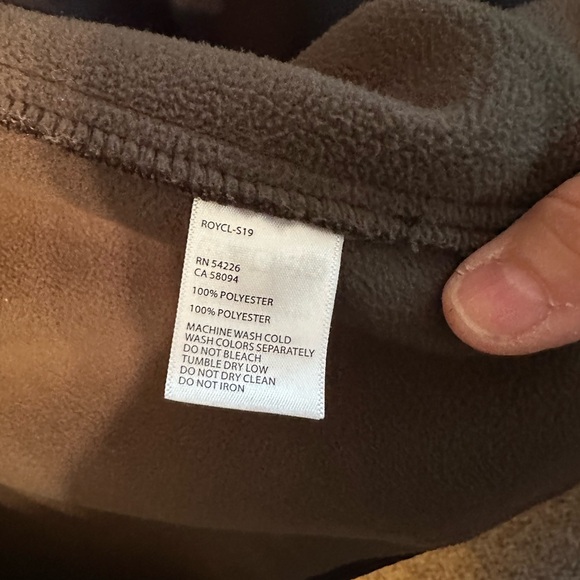 ROYCL-S19
RN 54226
CA 58094
100% POLYESTER
100% POLYESTER
MACHINE WASH COLD
WASH COLORS SEPARATELY
DO NOT BLEACH
TUMBLE DRY LOW
DO NOT DRY CLEAN
DO NOT IRON